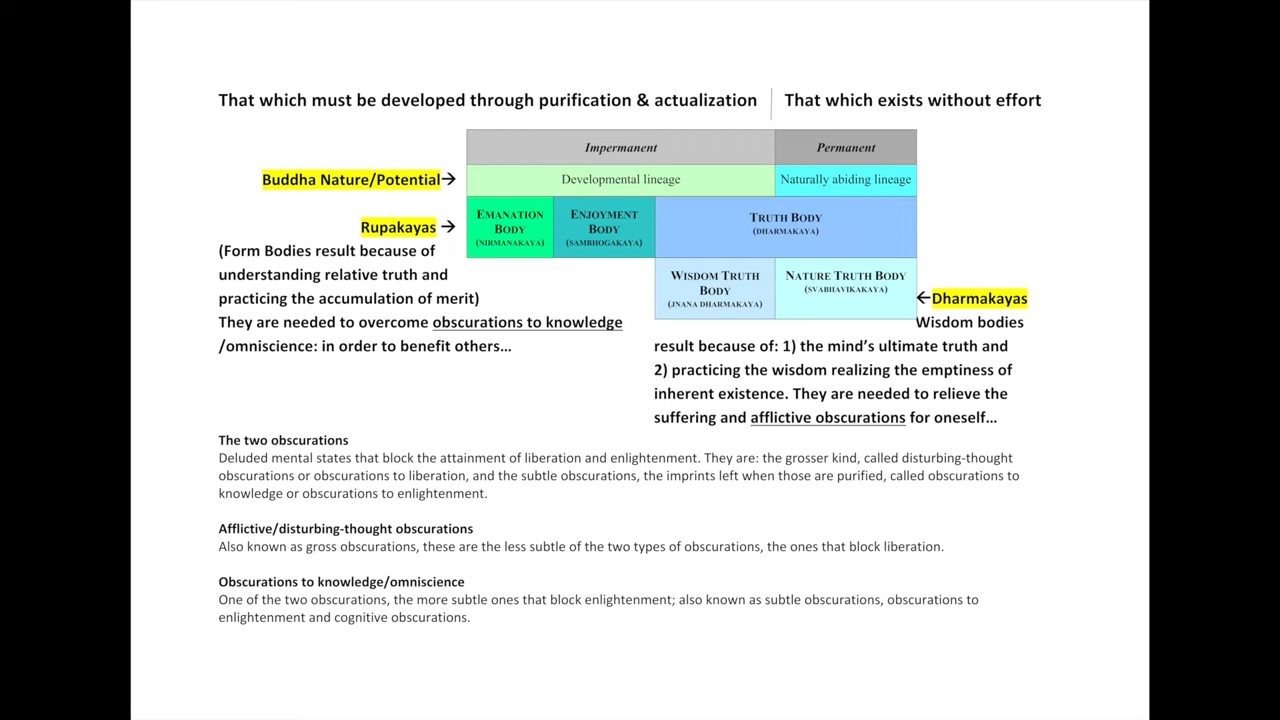 That which must be developed through purification & actualization
That which exists without effort
Impermanent
Permanent
Buddha Nature/Potential→
Developmental lineage
Naturally abiding lineage
Rupakayas →
EMANATION
BODY
(NIRMANAKAYA)
ENJOYMENT
BODY
(SAMBHOGAKAYA)
TRUTH BODY
(DHARMAKAYA)
(Form Bodies result because of
understanding relative truth and
practicing the accumulation of merit)
They are needed to overcome obscurations to knowledge
/omniscience: in order to benefit others…
WISDOM TRUTH
BODY
(JNANA DHARMAKAYA)
NATURE TRUTH BODY
(SVABHAVIKAKAYA)
←Dharmakayas
Wisdom bodies
result because of: 1) the mind’s ultimate truth and
2) practicing the wisdom realizing the emptiness of
inherent existence. They are needed to relieve the
suffering and afflictive obscurations for oneself…
The two obscurations
Deluded mental states that block the attainment of liberation and enlightenment. They are: the grosser kind, called disturbing-thought
obscurations or obscurations to liberation, and the subtle obscurations, the imprints left when those are purified, called obscurations to
knowledge or obscurations to enlightenment.
Afflictive/disturbing-thought obscurations
Also known as gross obscurations, these are the less subtle of the two types of obscurations, the ones that block liberation.
Obscurations to knowledge/omniscience
One of the two obscurations, the more subtle ones that block enlightenment; also known as subtle obscurations, obscurations to
enlightenment and cognitive obscurations.